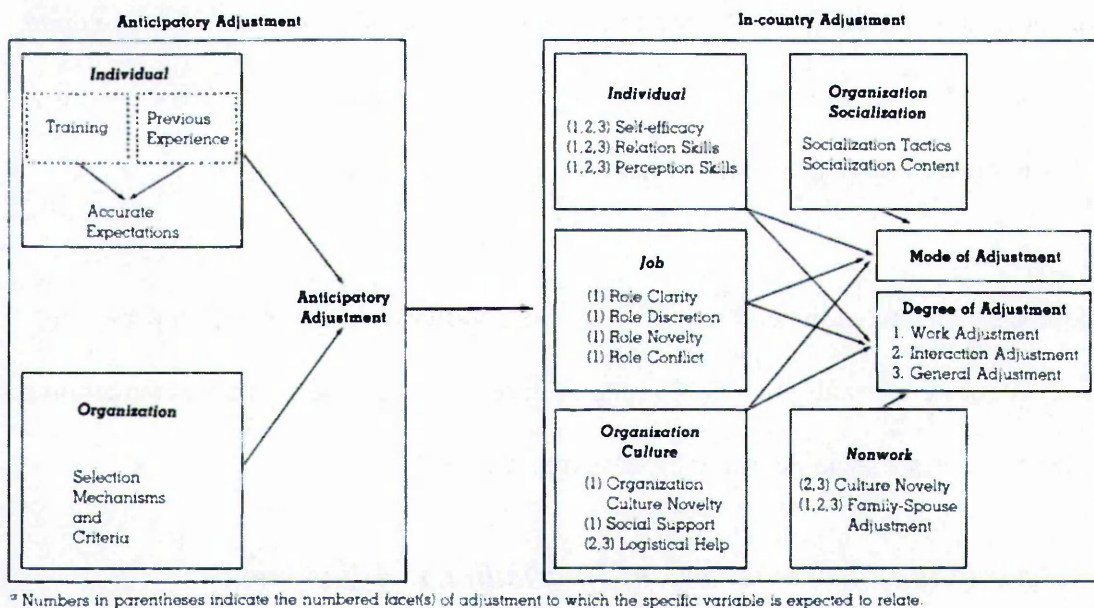 Anticipatory Adjustment
Individual
Training
Previous
Experience
Accurate
Expectations
Organization
Selection
Mechanisms
and
Criteria
Anticipatory
Adjustment
In-country Adjustment
Individual
(1,2,3) Self-efficacy
(1,2,3) Relation Skills
(1,2,3) Perception Skills
Organization
Socialization
Socialization Tactics
Socialization Content
Job
(1) Role Clarity
(1) Role Discretion
(1) Role Novelty
(1) Role Conflict
Mode of Adjustment
Degree of Adjustment
1. Work Adjustment
2. Interaction Adjustment
3. General Adjustment
Organization
Culture
(1) Organization
Culture Novelty
(1) Social Support
(2,3) Logistical Help
Nonwork
(2,3) Culture Novelty
(1,2,3) Family-Spouse
Adjustment
ᵃ Numbers in parentheses indicate the numbered facet(s) of adjustment to which the specific variable is expected to relate.